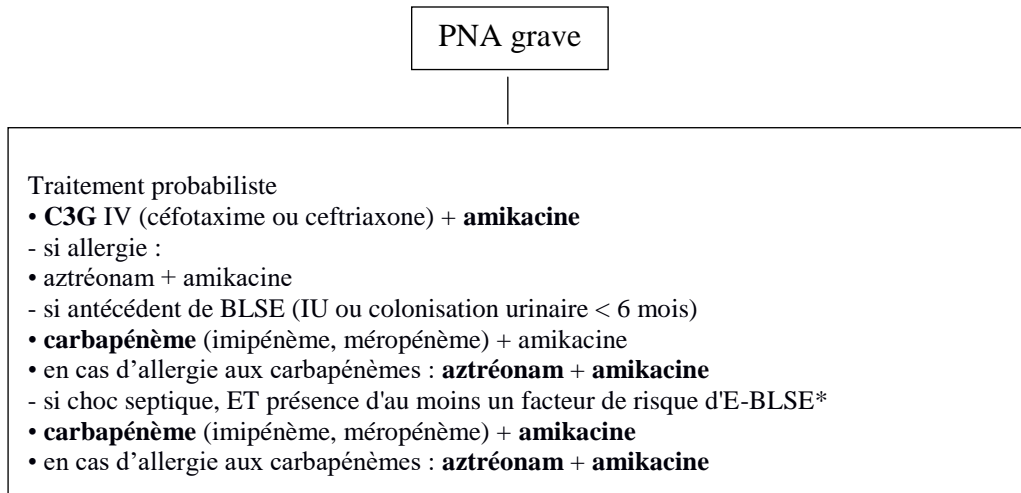 PNA grave
Traitement probabiliste
• C3G IV (céfotaxime ou ceftriaxone) + amikacine
- si allergie :
• aztréonam + amikacine
- si antécédent de BLSE (IU ou colonisation urinaire < 6 mois)
• carbapénème (imipénème, méropénème) + amikacine
• en cas d’allergie aux carbapénèmes : aztréonam + amikacine
- si choc septique, ET présence d'au moins un facteur de risque d'E-BLSE*
• carbapénème (imipénème, méropénème) + amikacine
• en cas d’allergie aux carbapénèmes : aztréonam + amikacine